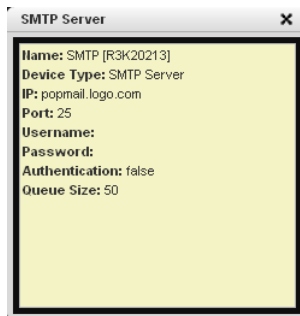 SMTP Server
Name: SMTP [R3K20213]
Device Type: SMTP Server
IP: popmail.logo.com
Port: 25
Username:
Password:
Authentication: false
Queue Size: 50